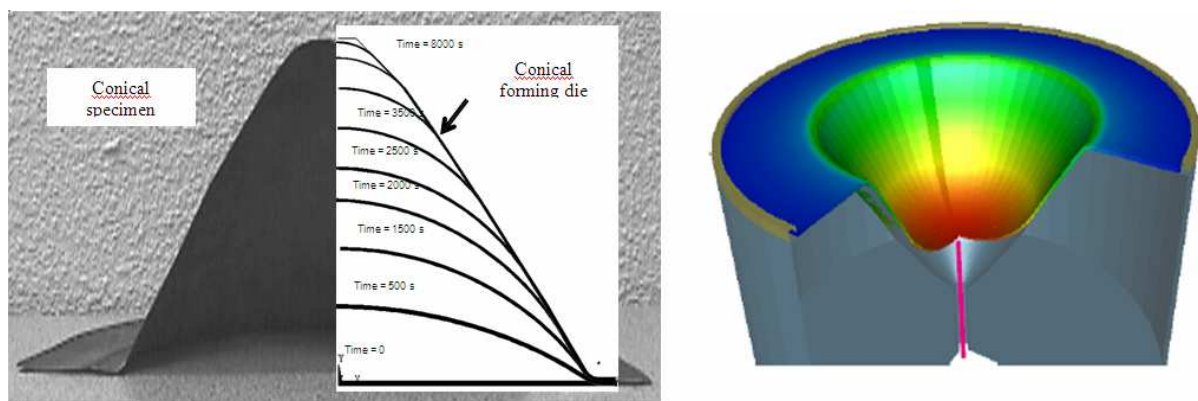 Conical
specimen
Time = 8000 s
Conical
forming die
Time = 3500 s
Time = 2500 s
Time = 2000 s
Time = 1500 s
Time = 500 s
Time = 0
Y